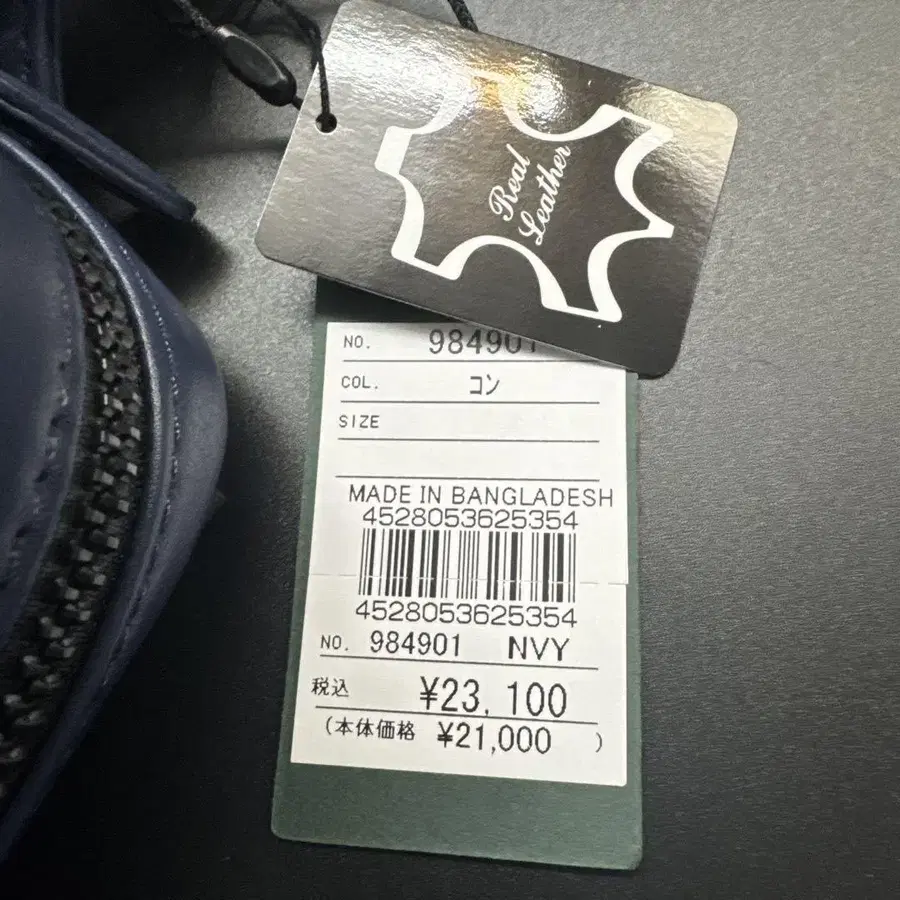 Real
Leather
NO. 984901
COL. コン
SIZE
MADE IN BANGLADESH
4528053625354
4528053625354
NO. 984901 NVY
税込 ¥23,100
(本体価格 ¥21,000 )